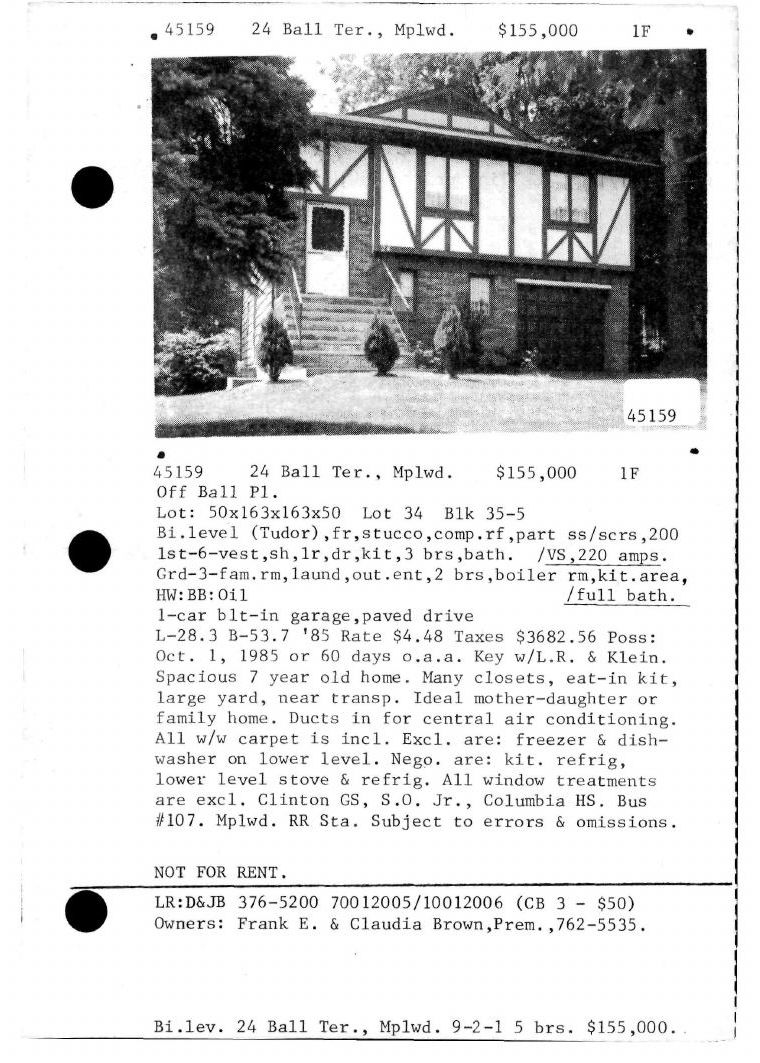 45159 24 Ball Ter., Mplwd. $155,000 1F
45159
45159 24 Ball Ter., Mplwd. $155,000 1F
Off Ball Pl.
Lot: 50x163x163x50 Lot 34 Blk 35-5
Bi.level (Tudor),fr,stucco,comp.rf,part ss/scrs,200
1st-6-vest,sh,lr,dr,kit,3 brs,bath. /VS,220 amps.
Grd-3-fam.rm,laund,out.ent,2 brs,boiler rm,kit.area,
HW:BB:Oil /full bath.
1-car blt-in garage,paved drive
L-28.3 B-53.7 '85 Rate $4.48 Taxes $3682.56 Poss:
Oct. 1, 1985 or 60 days o.a.a. Key w/L.R. & Klein.
Spacious 7 year old home. Many closets, eat-in kit,
large yard, near transp. Ideal mother-daughter or
family home. Ducts in for central air conditioning.
All w/w carpet is incl. Excl. are: freezer & dish-
washer on lower level. Nego. are: kit. refrig,
lower level stove & refrig. All window treatments
are excl. Clinton GS, S.O. Jr., Columbia HS. Bus
#107. Mplwd. RR Sta. Subject to errors & omissions.
NOT FOR RENT.
LR:D&JB 376-5200 70012005/10012006 (CB 3 - $50)
Owners: Frank E. & Claudia Brown,Prem.,762-5535.
Bi.lev. 24 Ball Ter., Mplwd. 9-2-1 5 brs. $155,000.